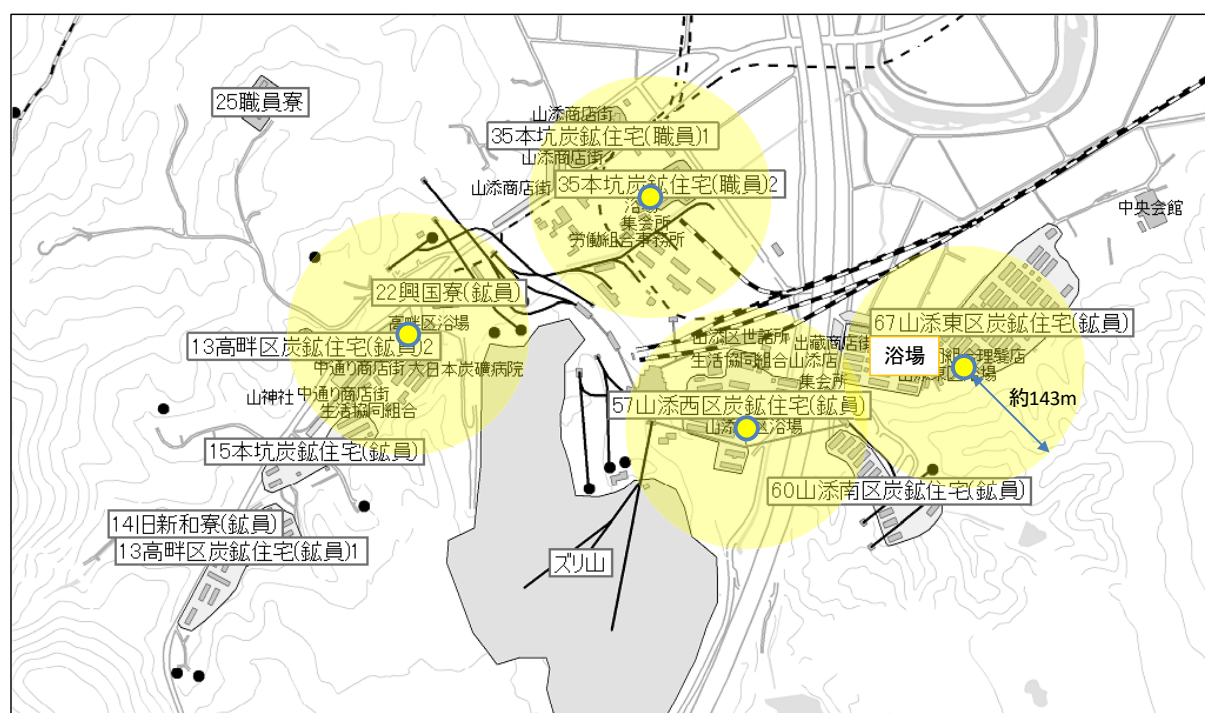 25職員寮
山添商店街
35本坑炭鉱住宅(職員)1
山添商店街
山添商店街
35本坑炭鉱住宅(職員)2
浴場
集会所
労働組合事務所
中央会館
22興国寮(鉱員)
高畔区浴場
13高畔区炭鉱住宅(鉱員)2
中通り商店街
大日本炭礦病院
山神社
中通り商店街
生活協同組合
15本坑炭鉱住宅(鉱員)
14旧新和寮(鉱員)
13高畔区炭鉱住宅(鉱員)1
ズリ山
山添区世話所
出蔵商店街
生活協同組合山添店
集会所
57山添西区炭鉱住宅(鉱員)
67山添東区炭鉱住宅(鉱員)
浴場
組合理髪店
約143m
60山添南区炭鉱住宅(鉱員)